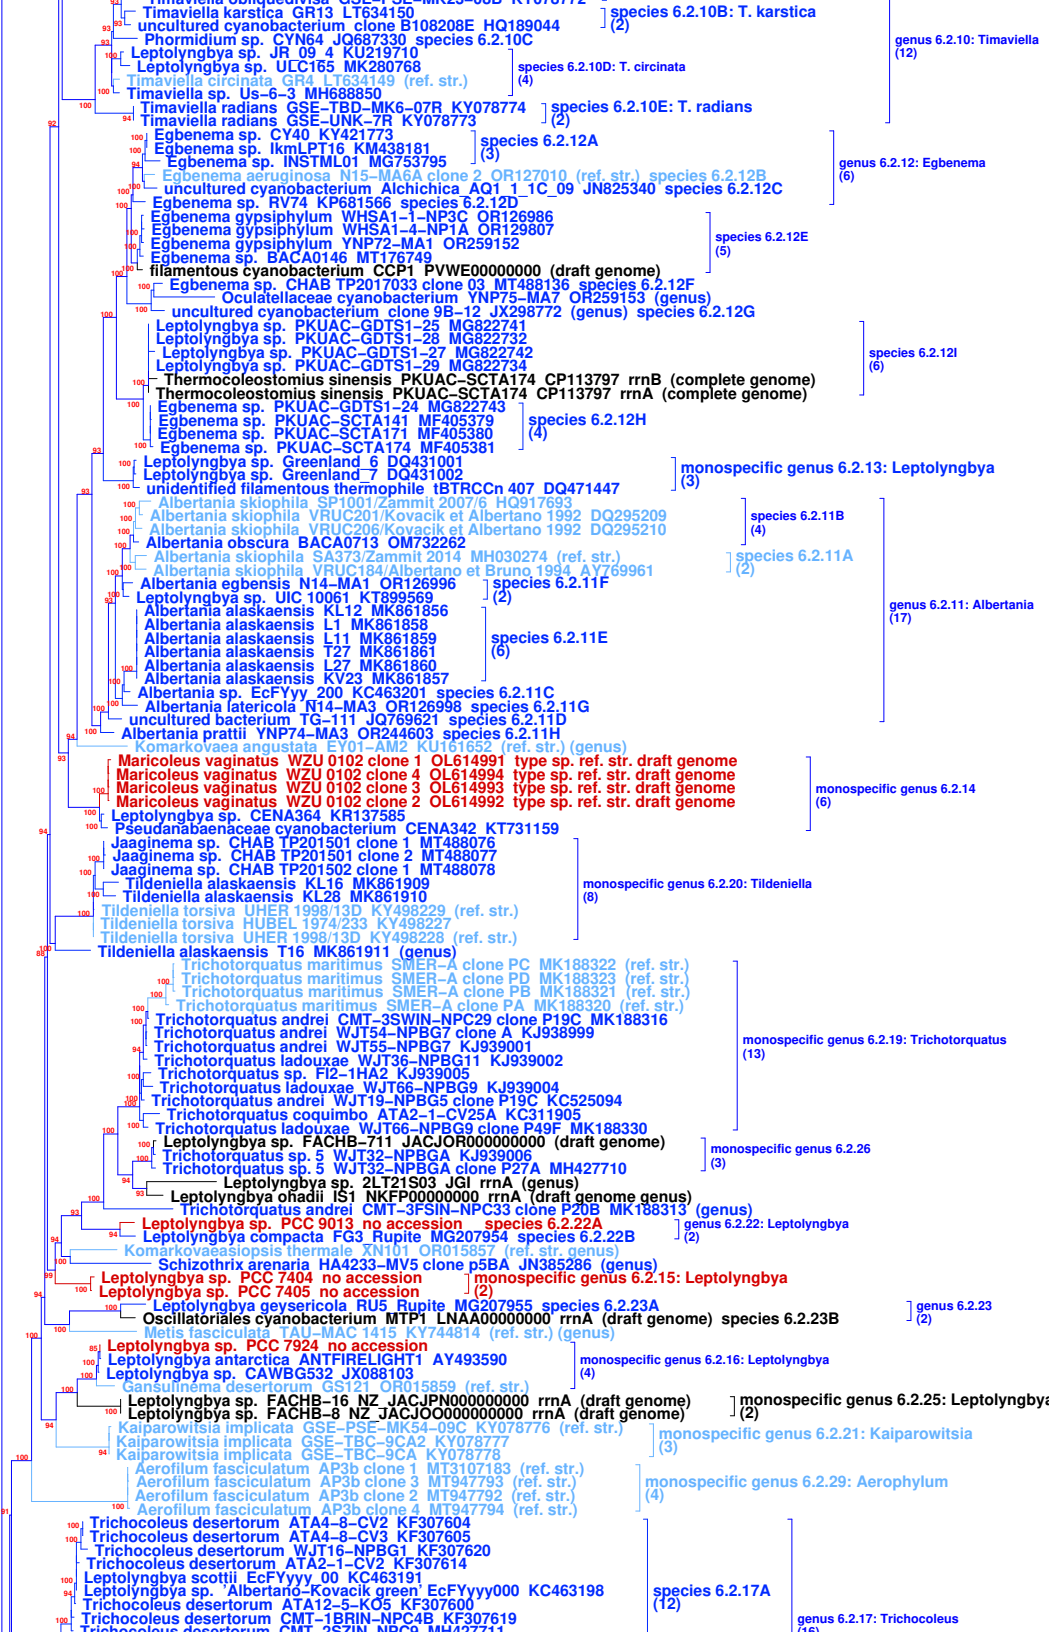 Timaviella karstica GR13 LT634150
uncultured cyanobacterium clone B108208E HQ189044
species 6.2.10B: T. karstica
(2)
Phormidium sp. CYN64 JQ687330 species 6.2.10C
genus 6.2.10: Timaviella
(12)
Leptolyngbya sp. JR_09_4 KU219710
Leptolyngbya sp. ULC165 MK280768
Timaviella circinata GR4 LT634149 (ref. str.)
Timaviella sp. Us-6-3 MH688850
species 6.2.10D: T. circinata
(4)
Timaviella radians GSE-TBD-MK6-07R KY078774
Timaviella radians GSE-UNK-7R KY078773
species 6.2.10E: T. radians
(2)
Egbenema sp. CY40 KY421773
Egbenema sp. IkmLPT16 KM438181
Egbenema sp. INSTML01 MG753795
species 6.2.12A
(3)
genus 6.2.12: Egbenema
(6)
Egbenema aeruginosa N15-MA6A clone 2 OR127010 (ref. str.) species 6.2.12B
uncultured cyanobacterium Alchichica_AQ1_1_1C_09 JN825340 species 6.2.12C
Egbenema sp. RV74 KP681566 species 6.2.12D
Egbenema gypsiphylum WHSA1-1-NP3C OR126986
Egbenema gypsiphylum WHSA1-4-NP1A OR129807
Egbenema gypsiphylum YNP72-MA1 OR259152
Egbenema sp. BACA0146 MT176749
filamentous cyanobacterium CCP1 PVWE00000000 (draft genome)
species 6.2.12E
(5)
Egbenema sp. CHAB TP2017033 clone 03 MT488136 species 6.2.12F
Oculatellaceae cyanobacterium YNP75-MA7 OR259153 (genus)
uncultured cyanobacterium clone 9B-12 JX298772 (genus) species 6.2.12G
Leptolyngbya sp. PKUAC-GDTS1-25 MG822741
Leptolyngbya sp. PKUAC-GDTS1-28 MG822732
Leptolyngbya sp. PKUAC-GDTS1-27 MG822742
Leptolyngbya sp. PKUAC-GDTS1-29 MG822734
Thermocoleostomius sinensis PKUAC-SCTA174 CP113797 rrnB (complete genome)
Thermocoleostomius sinensis PKUAC-SCTA174 CP113797 rrnA (complete genome)
species 6.2.12I
(6)
Egbenema sp. PKUAC-GDTS1-24 MG822743
Egbenema sp. PKUAC-SCTA141 MF405379
Egbenema sp. PKUAC-SCTA171 MF405380
Egbenema sp. PKUAC-SCTA174 MF405381
species 6.2.12H
(4)
Leptolyngbya sp. Greenland_6 DQ431001
Leptolyngbya sp. Greenland_7 DQ431002
unidentified filamentous thermophile tBTRCCn 407 DQ471447
monospecific genus 6.2.13: Leptolyngbya
(3)
Albertania skiophila SP1001/Zammit 2007/6 HQ917693
Albertania skiophila VRUC201/Kovacik et Albertano 1992 DQ295209
Albertania skiophila VRUC206/Kovacik et Albertano 1992 DQ295210
Albertania obscura BACA0713 OM732262
species 6.2.11B
(4)
Albertania skiophila SA373/Zammit 2014 MH030274 (ref. str.)
Albertania skiophila VRUC184/Albertano et Bruno 1994 AY769961
species 6.2.11A
(2)
Albertania egbensis N14-MA1 OR126996
Leptolyngbya sp. UIC 10061 KT899569
species 6.2.11F
(2)
genus 6.2.11: Albertania
(17)
Albertania alaskaensis KL12 MK861856
Albertania alaskaensis L1 MK861858
Albertania alaskaensis L11 MK861859
Albertania alaskaensis T27 MK861861
Albertania alaskaensis L27 MK861860
Albertania alaskaensis KV23 MK861857
species 6.2.11E
(6)
Albertania sp. EcFYyy_200 KC463201 species 6.2.11C
Albertania latericola N14-MA3 OR126998 species 6.2.11G
uncultured bacterium TG-111 JQ769621 species 6.2.11D
Albertania prattii YNP74-MA3 OR244603 species 6.2.11H
Komarkovaea angustata EY01-AM2 KU161652 (ref. str.) (genus)
Maricoleus vaginatus WZU 0102 clone 1 OL614991 type sp. ref. str. draft genome
Maricoleus vaginatus WZU 0102 clone 4 OL614994 type sp. ref. str. draft genome
Maricoleus vaginatus WZU 0102 clone 3 OL614993 type sp. ref. str. draft genome
Maricoleus vaginatus WZU 0102 clone 2 OL614992 type sp. ref. str. draft genome
Leptolyngbya sp. CENA364 KR137585
Pseudanabaenaceae cyanobacterium CENA342 KT731159
monospecific genus 6.2.14
(6)
Jaaginema sp. CHAB TP201501 clone 1 MT488076
Jaaginema sp. CHAB TP201501 clone 2 MT488077
Jaaginema sp. CHAB TP201502 clone 1 MT488078
Tildeniella alaskaensis KL16 MK861909
Tildeniella alaskaensis KL28 MK861910
Tildeniella torsiva UHER 1998/13D KY498229 (ref. str.)
Tildeniella torsiva HUBEL 1974/233 KY498227
Tildeniella torsiva UHER 1998/13D KY498228 (ref. str.)
monospecific genus 6.2.20: Tildeniella
(8)
Tildeniella alaskaensis T16 MK861911 (genus)
Trichotorquatus maritimus SMER-A clone PC MK188322 (ref. str.)
Trichotorquatus maritimus SMER-A clone PD MK188323 (ref. str.)
Trichotorquatus maritimus SMER-A clone PB MK188321 (ref. str.)
Trichotorquatus maritimus SMER-A clone PA MK188320 (ref. str.)
Trichotorquatus andrei CMT-3SWIN-NPC29 clone P19C MK188316
Trichotorquatus andrei WJT54-NPBG7 clone A KJ938999
Trichotorquatus andrei WJT55-NPBG7 KJ939001
Trichotorquatus ladouxae WJT36-NPBG11 KJ939002
Trichotorquatus sp. FI2-1HA2 KJ939005
Trichotorquatus ladouxae WJT66-NPBG9 KJ939004
Trichotorquatus andrei WJT19-NPBG5 clone P19C KC525094
Trichotorquatus coquimbo ATA2-1-CV25A KC311905
Trichotorquatus ladouxae WJT66-NPBG9 clone P49F MK188330
monospecific genus 6.2.19: Trichotorquatus
(13)
Leptolyngbya sp. FACHB-711 JACJOR000000000 (draft genome)
Trichotorquatus sp. 5 WJT32-NPBGA KJ939006
Trichotorquatus sp. 5 WJT32-NPBGA clone P27A MH427710
monospecific genus 6.2.26
(3)
Leptolyngbya sp. 2LT21S03 JGI rrnA (genus)
Leptolyngbya ohadii IS1 NKFP00000000 rrnA (draft genome genus)
Trichotorquatus andrei CMT-3FSIN-NPC33 clone P20B MK188313 (genus)
Leptolyngbya sp. PCC 9013 no accession species 6.2.22A
Leptolyngbya compacta FG3_Rupite MG207954 species 6.2.22B
genus 6.2.22: Leptolyngbya
(2)
Komarkovaeasiopsis thermale XN101 OR015857 (ref. str. genus)
Schizothrix arenaria HA4233-MV5 clone p5BA JN385286 (genus)
Leptolyngbya sp. PCC 7404 no accession
Leptolyngbya sp. PCC 7405 no accession
monospecific genus 6.2.15: Leptolyngbya
(2)
Leptolyngbya geysericola RU5_Rupite MG207955 species 6.2.23A
Oscillatoriales cyanobacterium MTP1 LNAA00000000 rrnA (draft genome) species 6.2.23B
genus 6.2.23
(2)
Metis fasciculata TAU-MAC 1415 KY744814 (ref. str.) (genus)
Leptolyngbya sp. PCC 7924 no accession
Leptolyngbya antarctica ANTFIRELIGHT1 AY493590
Leptolyngbya sp. CAWBG532 JX088103
Gansulinema desertorum GS121 OR015859 (ref. str.)
monospecific genus 6.2.16: Leptolyngbya
(4)
Leptolyngbya sp. FACHB-16 NZ_JACJPN000000000 rrnA (draft genome)
Leptolyngbya sp. FACHB-8 NZ_JACJOO000000000 rrnA (draft genome)
monospecific genus 6.2.25: Leptolyngbya
(2)
Kaiparowitsia implicata GSE-PSE-MK54-09C KY078776 (ref. str.)
Kaiparowitsia implicata GSE-TBC-9CA2 KY078777
Kaiparowitsia implicata GSE-TBC-9CA KY078778
monospecific genus 6.2.21: Kaiparowitsia
(3)
Aerofilum fasciculatum AP3b clone 1 MT3107183 (ref. str.)
Aerofilum fasciculatum AP3b clone 3 MT947793 (ref. str.)
Aerofilum fasciculatum AP3b clone 2 MT947792 (ref. str.)
Aerofilum fasciculatum AP3b clone 4 MT947794 (ref. str.)
monospecific genus 6.2.29: Aerophylum
(4)
Trichocoleus desertorum ATA4-8-CV2 KF307604
Trichocoleus desertorum ATA4-8-CV3 KF307605
Trichocoleus desertorum WJT16-NPBG1 KF307620
Trichocoleus desertorum ATA2-1-CV2 KF307614
Leptolyngbya scottii EcFYyy_00 KC463191
Leptolyngbya sp. 'Albertano-Kovacik green' EcFYyyy000 KC463198
Trichocoleus desertorum ATA12-5-KO5 KF307600
Trichocoleus desertorum CMT-1BRIN-NPC4B KF307619
Trichocoleus desertorum CMT-2SZIN-NPC9 MH427711
species 6.2.17A
(12)
genus 6.2.17: Trichocoleus
(16)